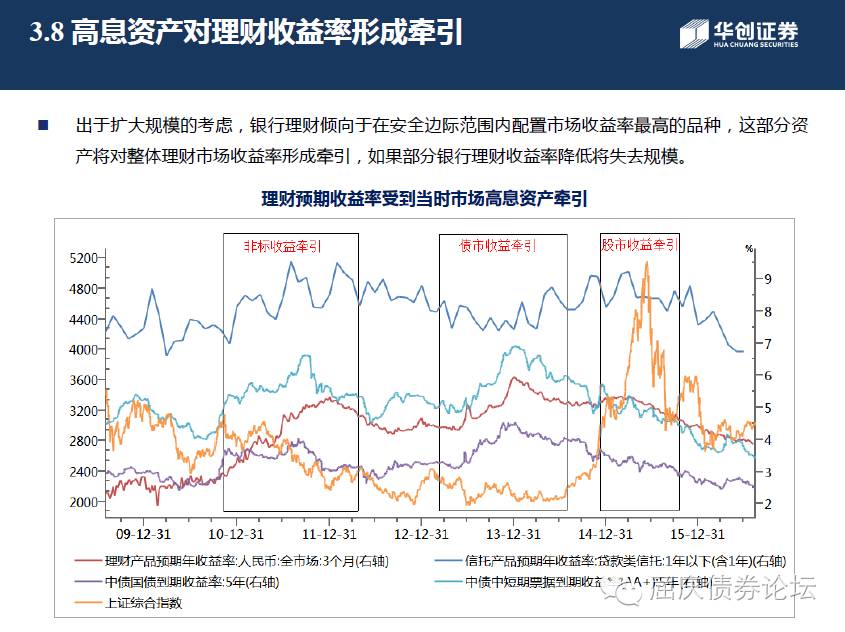 3.8 高息资产对理财收益率形成牵引
华创证券
HUA CHUANG SECURITIES
出于扩大规模的考虑，银行理财倾向于在安全边际范围内配置市场收益率最高的品种，这部分资
产将对整体理财市场收益率形成牵引，如果部分银行理财收益率降低将失去规模。
理财预期收益率受到当时市场高息资产牵引
非标收益牵引 债市收益牵引 股市收益牵引 %
5200
4800
4400
4000
3600
3200
2800
2400
2000
9
8
7
6
5
4
3
2
09-12-31 10-12-31 11-12-31 12-12-31 13-12-31 14-12-31 15-12-31
理财产品预期年收益率:人民币:全市场:3个月(右轴) 信托产品预期年收益率:贷款类信托:1年以下(含1年)(右轴)
中债国债到期收益率:5年(右轴) 中债中短期票据到期收益 5年(右轴)
上证综合指数
屈庆债券论坛